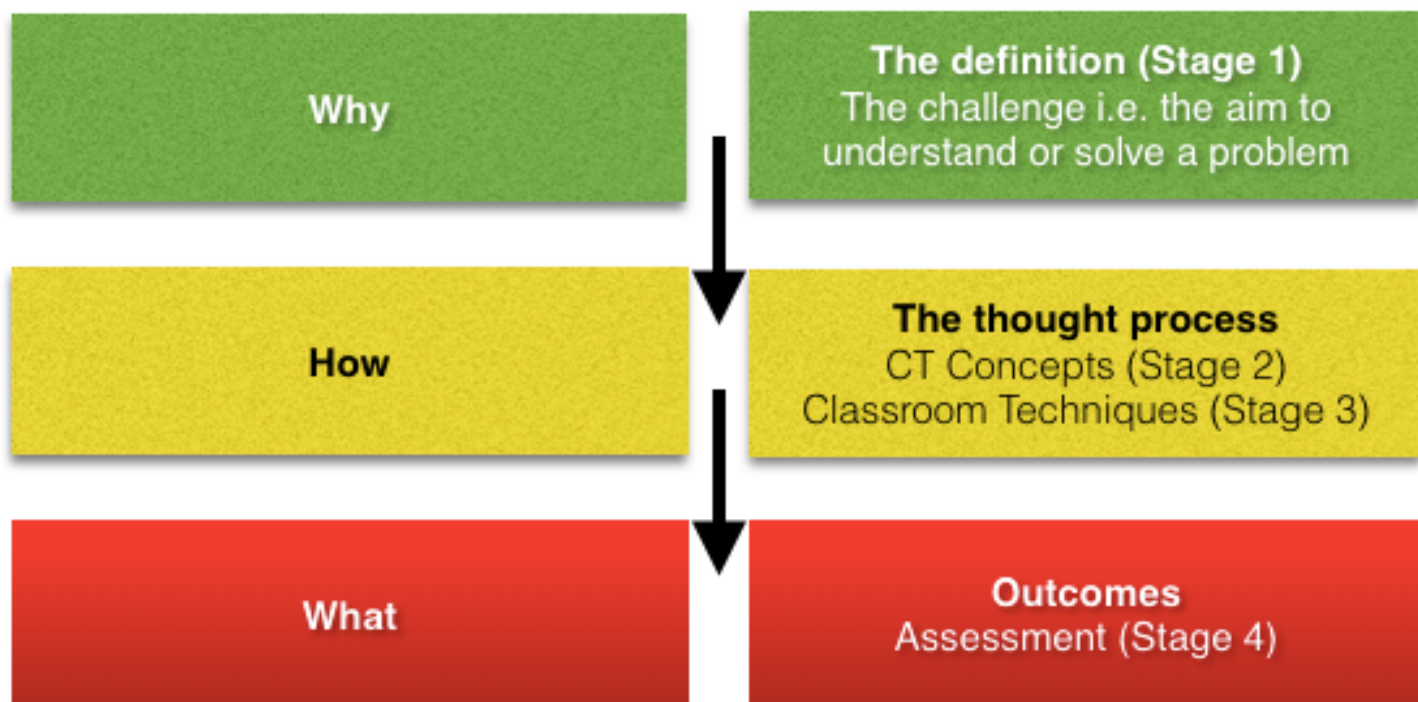 Why
The definition (Stage 1)
The challenge i.e. the aim to
understand or solve a problem
How
The thought process
CT Concepts (Stage 2)
Classroom Techniques (Stage 3)
What
Outcomes
Assessment (Stage 4)